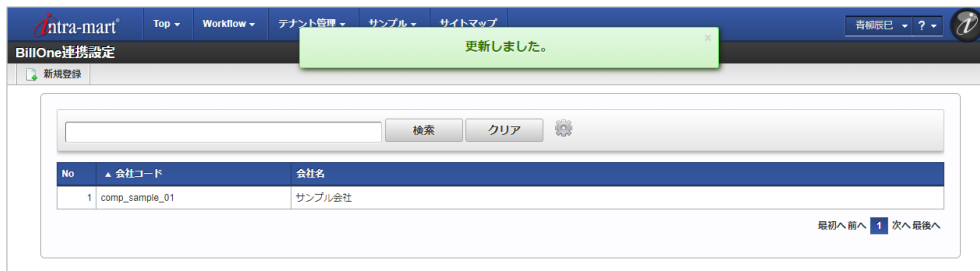 intra-mart Top Workflow テナント管理 サンプル サイトマップ 青柳辰巳 ?
更新しました。 ×
BillOne連携設定
新規登録
検索 クリア
No ▲ 会社コード 会社名
1 comp_sample_01 サンプル会社
最初へ 前へ 1 次へ 最後へ